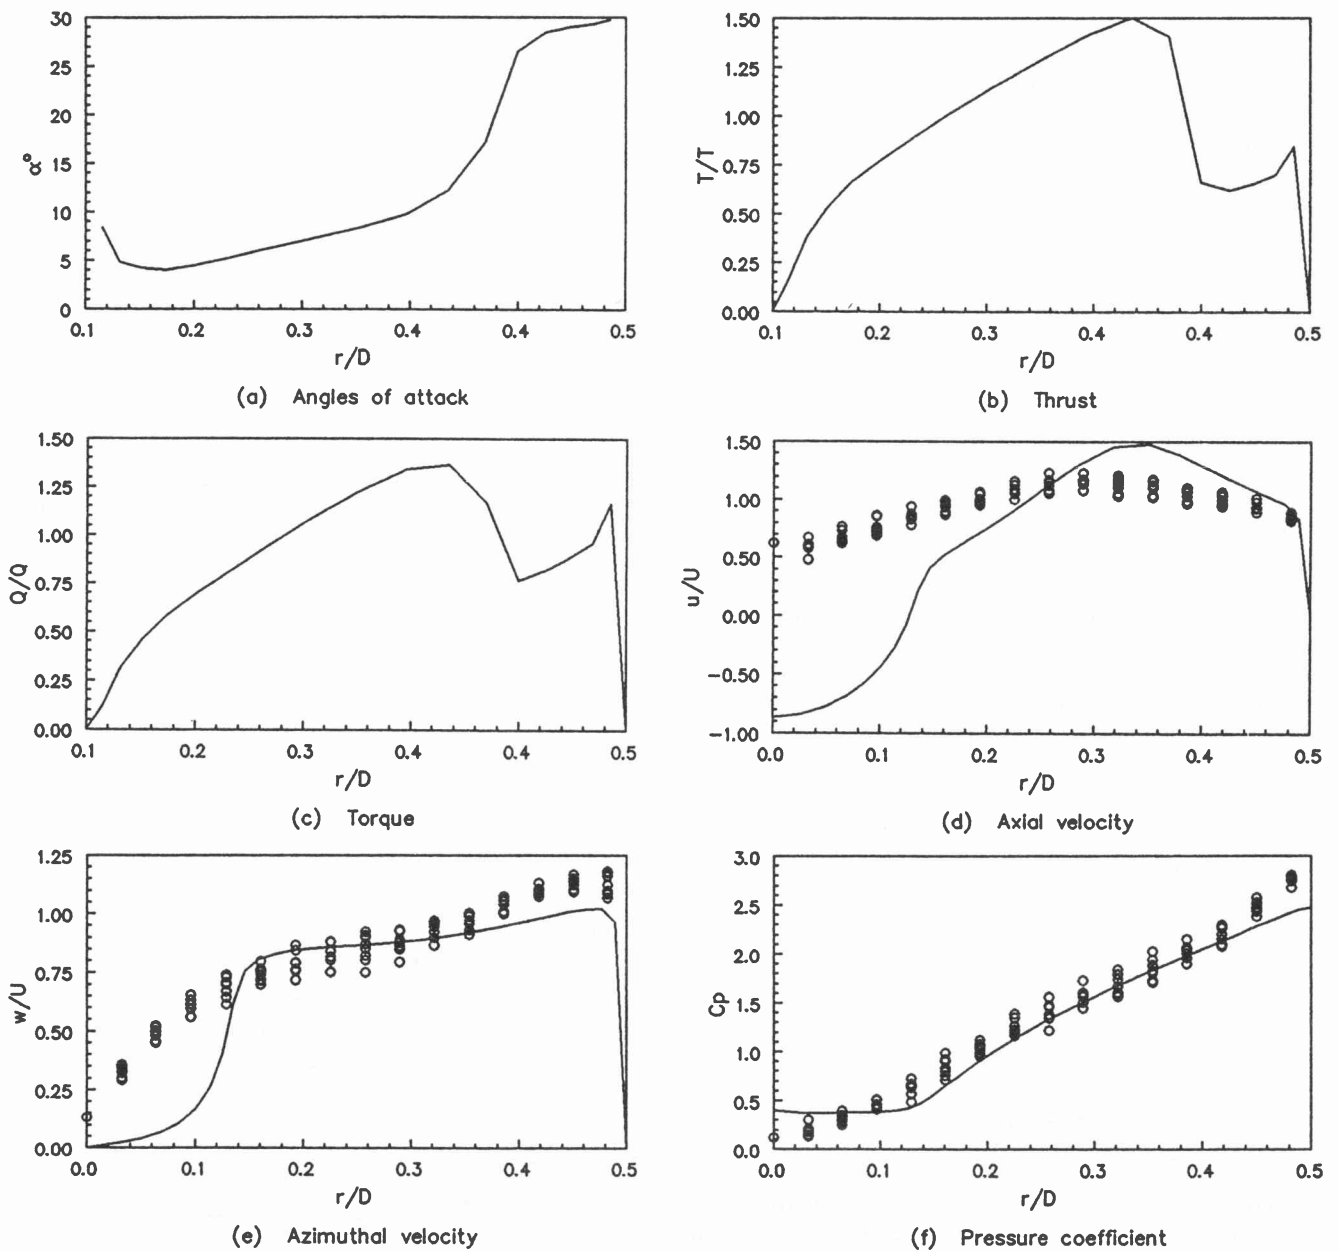 30
25
20
15
10
5
0
α°
0.1 0.2 0.3 0.4 0.4 0.5
r/D
(a) Angles of attack
1.50
1.25
1.00
0.75
0.50
0.25
0.00
T/T
0.1 0.2 0.3 0.4 0.4 0.5
r/D
(b) Thrust
1.50
1.25
1.00
0.75
0.50
0.25
0.00
Q/Q
0.1 0.2 0.3 0.4 0.4 0.5
r/D
(c) Torque
1.50
1.00
0.50
0.00
−0.50
−1.00
u/U
0.0 0.1 0.2 0.3 0.4 0.5
r/D
(d) Axial velocity
1.25
1.00
0.75
0.50
0.25
0.00
w/U
0.0 0.1 0.2 0.3 0.4 0.5
r/D
(e) Azimuthal velocity
3.0
2.5
2.0
1.5
1.0
0.5
0.0
Cp
0.0 0.1 0.2 0.3 0.4 0.5
r/D
(f) Pressure coefficient